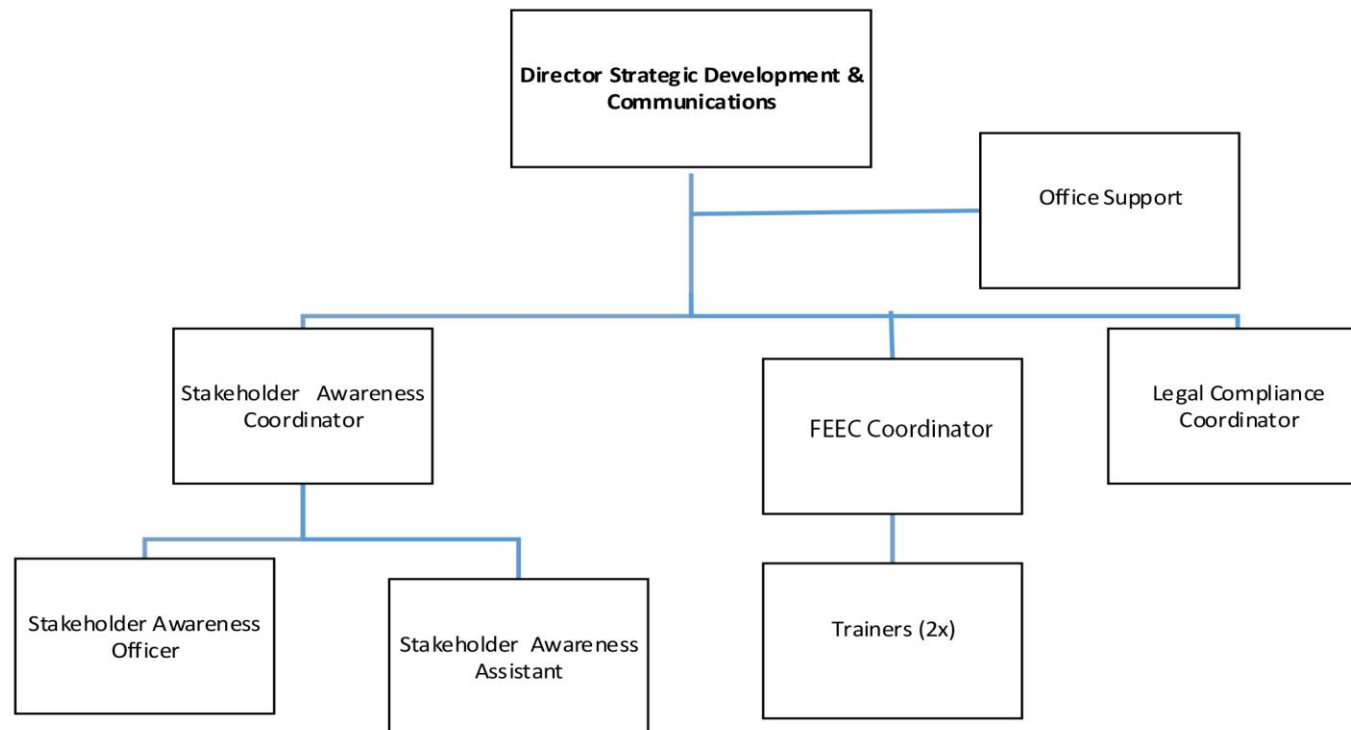 Director Strategic Development &
Communications
Office Support
Stakeholder Awareness
Coordinator
FEEC Coordinator
Legal Compliance
Coordinator
Stakeholder Awareness
Officer
Stakeholder Awareness
Assistant
Trainers (2x)